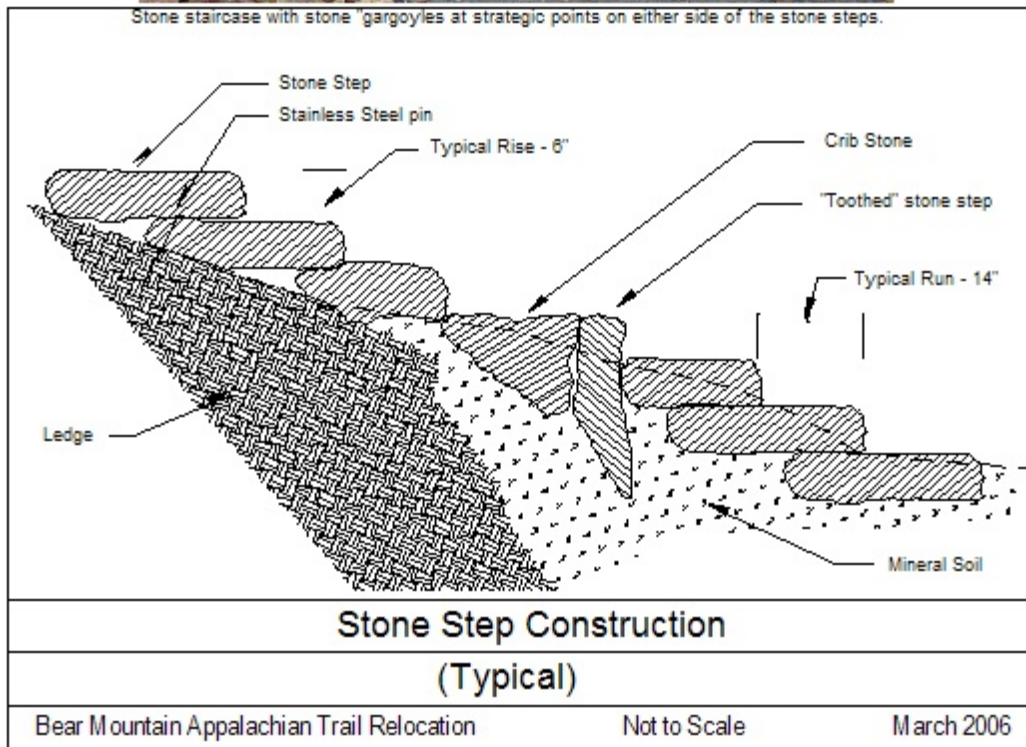 Stone staircase with stone "gargoyles at strategic points on either side of the stone steps.
Stone Step
Stainless Steel pin
Typical Rise - 6"
Crib Stone
"Toothed" stone step
Typical Run - 14"
Ledge
Mineral Soil
Stone Step Construction
(Typical)
Bear Mountain Appalachian Trail Relocation Not to Scale March 2006